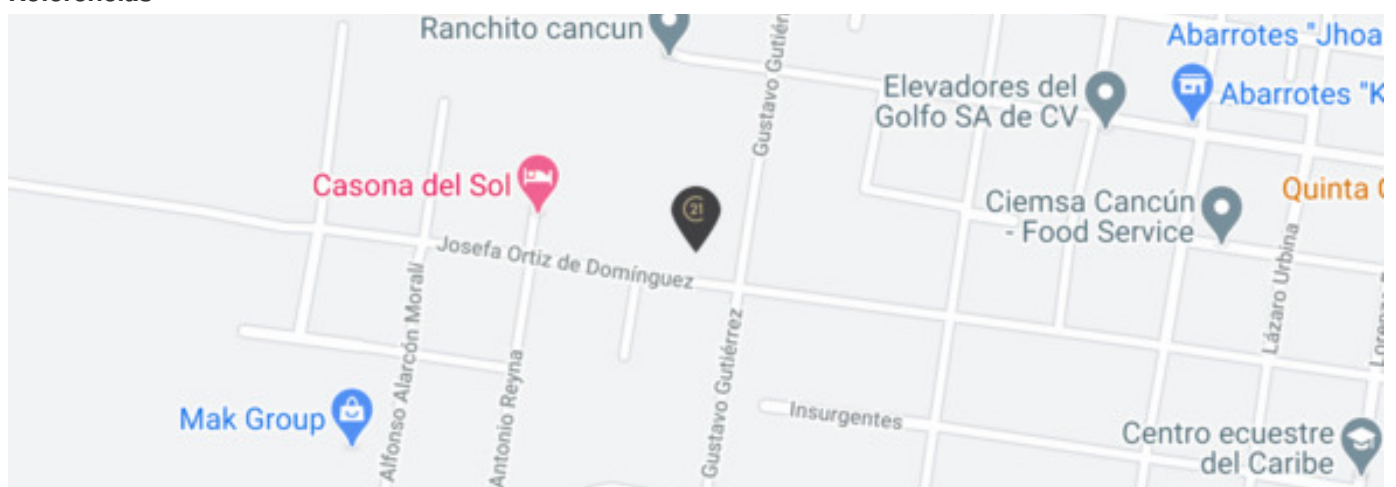 Ranchito cancun
Gustavo Gutiér
Abarrotes "Jhoa
Elevadores del
Golfo SA de CV
Abarrotes "K
Casona del Sol
21
Ciemsa Cancún
- Food Service
Quinta
Josefa Ortiz de Domínguez
Alfonso Alarcón Moralí
Lázaro Urbina
Antonio Reyna
Gustavo Gutiérrez
Mak Group
Insurgentes
Centro ecuestre
del Caribe